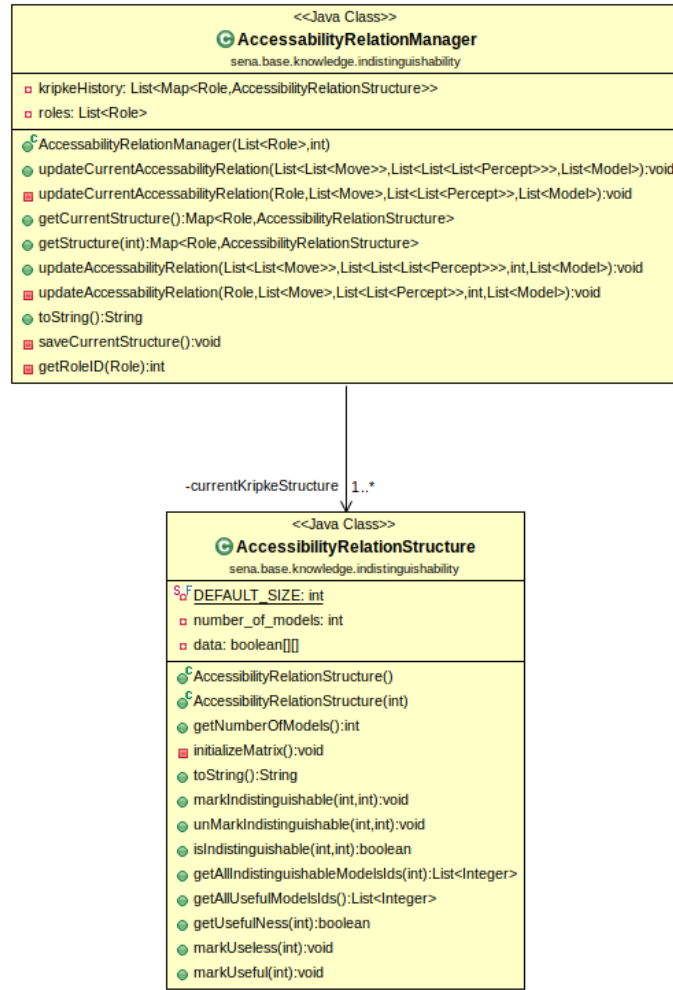 <<Java Class>>
AccessabilityRelationManager
sena.base.knowledge.indistinguishability
kripkeHistory: List<Map<Role,AccessibilityRelationStructure>>
roles: List<Role>
AccessabilityRelationManager(List<Role>,int)
updateCurrentAccessabilityRelation(List<List<Move>>,List<List<List<Percept>>>,List<Model>):void
updateCurrentAccessabilityRelation(Role,List<Move>,List<List<Percept>>,List<Model>):void
getCurrentStructure():Map<Role,AccessibilityRelationStructure>
getStructure(int):Map<Role,AccessibilityRelationStructure>
updateAccessabilityRelation(List<List<Move>>,List<List<List<Percept>>>,int,List<Model>):void
updateAccessabilityRelation(Role,List<Move>,List<List<Percept>>,int,List<Model>):void
toString():String
saveCurrentStructure():void
getRoleID(Role):int
-currentKripkeStructure 1..*
<<Java Class>>
AccessibilityRelationStructure
sena.base.knowledge.indistinguishability
DEFAULT_SIZE: int
number_of_models: int
data: boolean[][]
AccessibilityRelationStructure()
AccessibilityRelationStructure(int)
getNumberOfModels():int
initializeMatrix():void
toString():String
markIndistinguishable(int,int):void
unMarkIndistinguishable(int,int):void
isIndistinguishable(int,int):boolean
getAllIndistinguishableModelsIds(int):List<Integer>
getAllUsefulModelsIds():List<Integer>
getUsefulNess(int):boolean
markUseless(int):void
markUseful(int):void